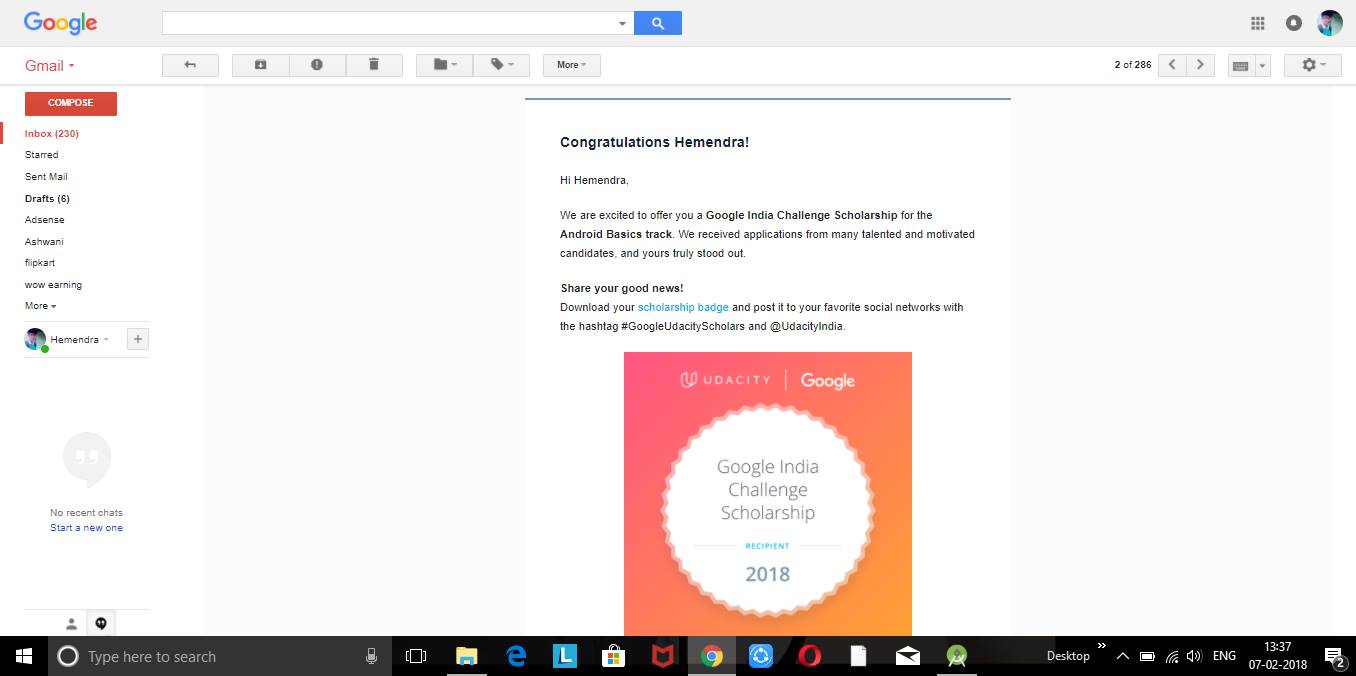 Google
Gmail
More
2 of 286
COMPOSE
Inbox (230)
Starred
Sent Mail
Drafts (6)
Adsense
Ashwani
flipkart
wow earning
More
Hemendra
No recent chats
Start a new one
Congratulations Hemendra!
Hi Hemendra,
We are excited to offer you a Google India Challenge Scholarship for the
Android Basics track. We received applications from many talented and motivated
candidates, and yours truly stood out.
Share your good news!
Download your scholarship badge and post it to your favorite social networks with
the hashtag #GoogleUdacityScholars and @UdacityIndia.
UDACITY | Google
Google India
Challenge
Scholarship
RECIPIENT
2018
Type here to search
L
Desktop
ENG
13:37
07-02-2018
2